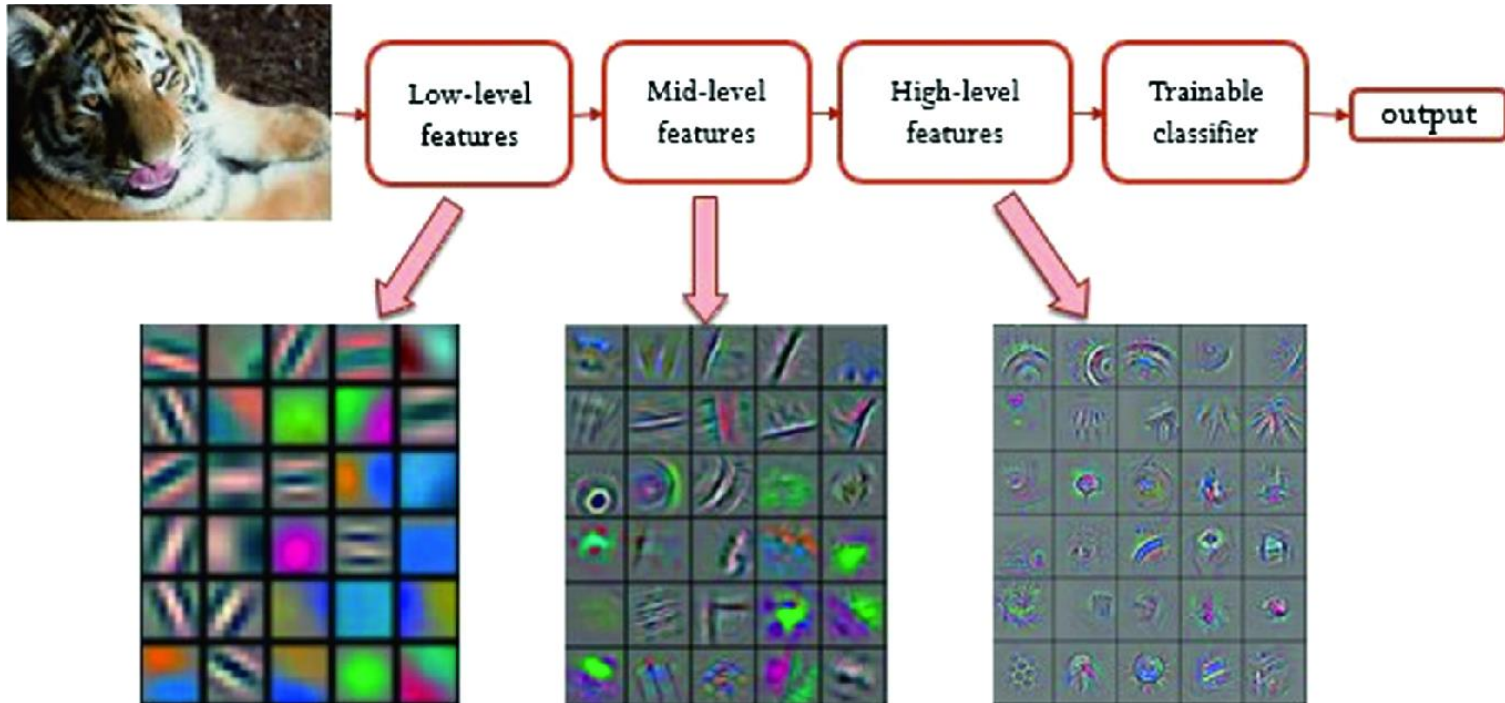 Low-level
features
Mid-level
features
High-level
features
Trainable
classifier
output